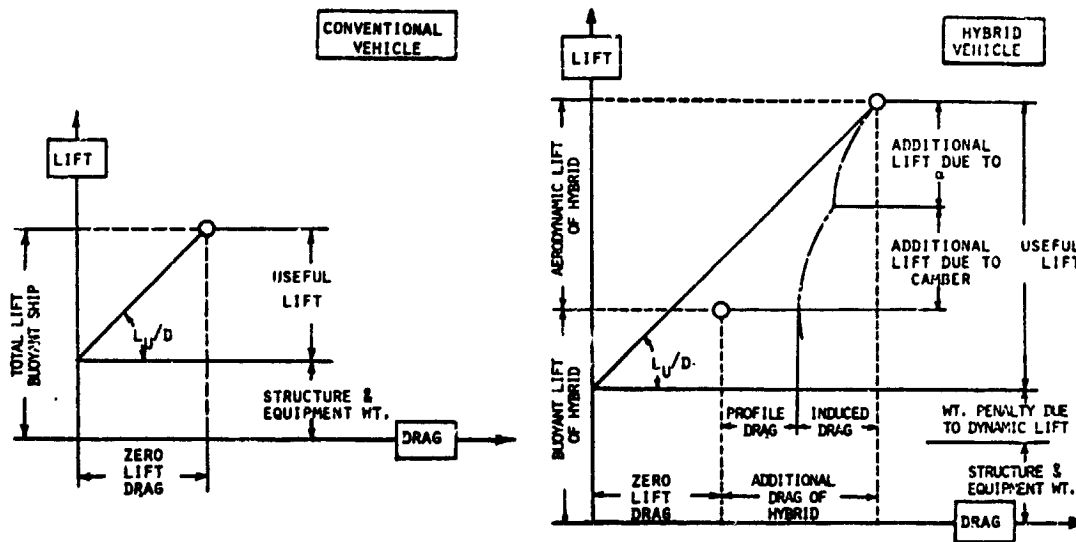 CONVENTIONAL
VEHICLE
LIFT
TOTAL LIFT
BUOYANT SHIP
L_U/D
USEFUL
LIFT
STRUCTURE &
EQUIPMENT WT.
DRAG
ZERO
LIFT
DRAG
HYBRID
VEHICLE
LIFT
AERODYNAMIC LIFT
OF HYBRID
BUOYANT LIFT
OF HYBRID
L_U/D
ADDITIONAL
LIFT DUE TO
α
ADDITIONAL
LIFT DUE TO
CAMBER
USEFUL
LIFT
PROFILE
DRAG
INDUCED
DRAG
WT. PENALTY DUE
TO DYNAMIC LIFT
ZERO
LIFT
DRAG
ADDITIONAL
DRAG OF
HYBRID
STRUCTURE &
EQUIPMENT WT.
DRAG